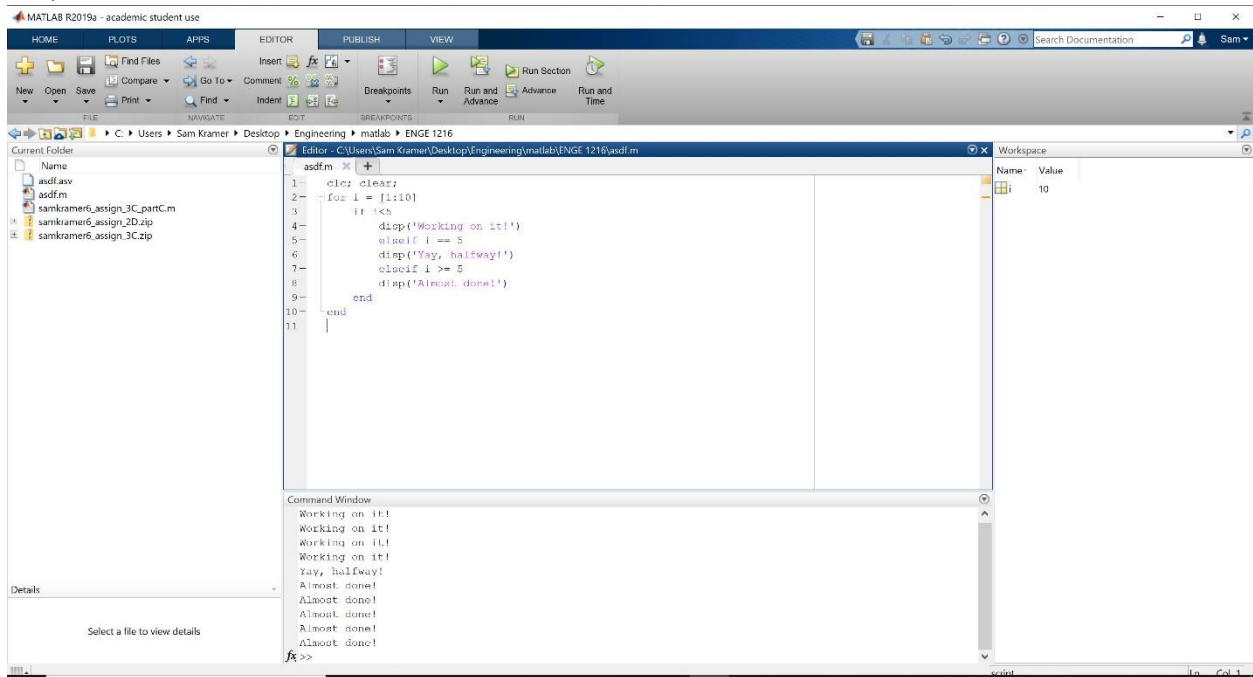 MATLAB R2019a - academic student use
HOME PLOTS APPS EDITOR PUBLISH VIEW Search Documentation Sam
New Open Save Find Files Compare Print Go To Find Insert fx Comment % Indent Breakpoints Run Run and Advance Run Section Advance Run and Time
FILE NAVIGATE EDIT BREAKPOINTS RUN
C: Users Sam Kramer Desktop Engineering matlab ENGE 1216
Current Folder
Name
asdf.asv
asdf.m
samkramer6_assign_3C_partC.m
samkramer6_assign_2D.zip
samkramer6_assign_3C.zip
Details
Select a file to view details
Editor - C:\Users\Sam Kramer\Desktop\Engineering\matlab\ENGE 1216\asdf.m
asdf.m +
1 clc; clear;
2 for i = [1:10]
3 if i<5
4 disp('Working on it!')
5 elseif i == 5
6 disp('Yay, halfway!')
7 elseif i >= 5
8 disp('Almost done!')
9 end
10 end
11
Command Window
Working on it!
Working on it!
Working on it!
Working on it!
Yay, halfway!
Almost done!
Almost done!
Almost done!
Almost done!
Almost done!
fx >>
Workspace
Name Value
i 10
script Ln Col 1